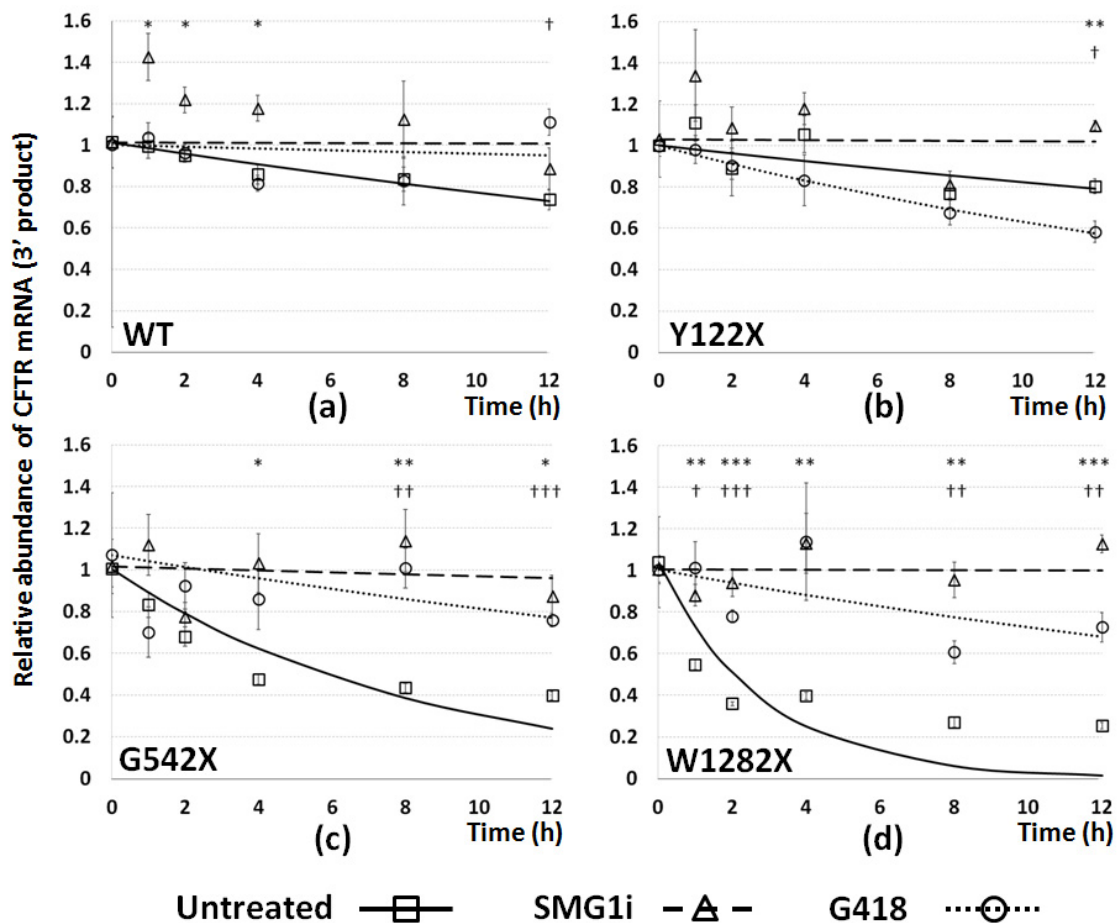 Relative abundance of CFTR mRNA (3’ product)
1.6
1.4
1.2
1
0.8
0.6
0.4
0.2
0
* * * †
WT
0 2 4 6 8 10 12
(a) Time (h)
1.6
1.4
1.2
1
0.8
0.6
0.4
0.2
0
**
†
Y122X
0 2 4 6 8 10 12
(b) Time (h)
1.6
1.4
1.2
1
0.8
0.6
0.4
0.2
0
* ** *
†† †††
G542X
0 2 4 6 8 10 12
(c) Time (h)
1.6
1.4
1.2
1
0.8
0.6
0.4
0.2
0
** *** ** ** ***
† ††† †† ††
W1282X
0 2 4 6 8 10 12
(d) Time (h)
Untreated SMG1i G418